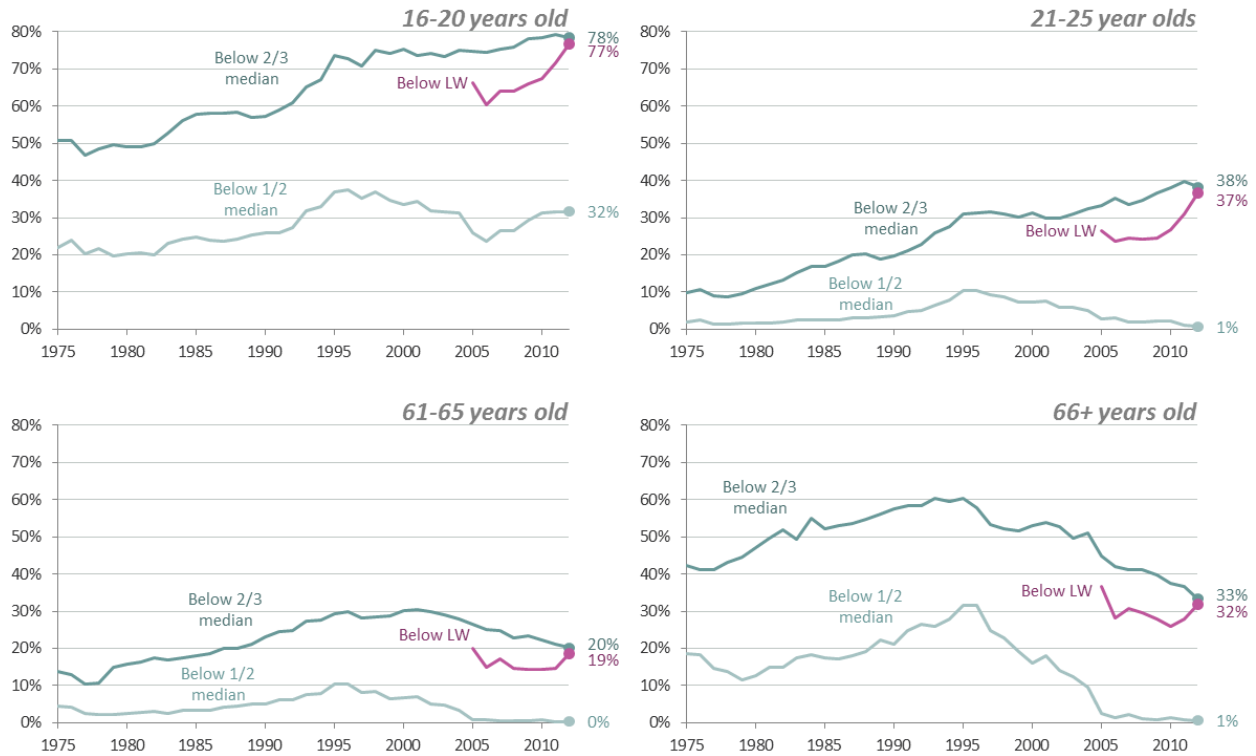 16-20 years old
80%
70%
60%
50%
40%
30%
20%
10%
0%
Below 2/3
median
Below LW
Below 1/2
median
78%
77%
32%
1975 1980 1985 1990 1995 2000 2005 2010
21-25 year olds
80%
70%
60%
50%
40%
30%
20%
10%
0%
Below 2/3
median
Below LW
Below 1/2
median
38%
37%
1%
1975 1980 1985 1990 1995 2000 2005 2010
61-65 years old
80%
70%
60%
50%
40%
30%
20%
10%
0%
Below 2/3
median
Below LW
Below 1/2
median
20%
19%
0%
1975 1980 1985 1990 1995 2000 2005 2010
66+ years old
80%
70%
60%
50%
40%
30%
20%
10%
0%
Below 2/3
median
Below LW
Below 1/2
median
33%
32%
1%
1975 1980 1985 1990 1995 2000 2005 2010